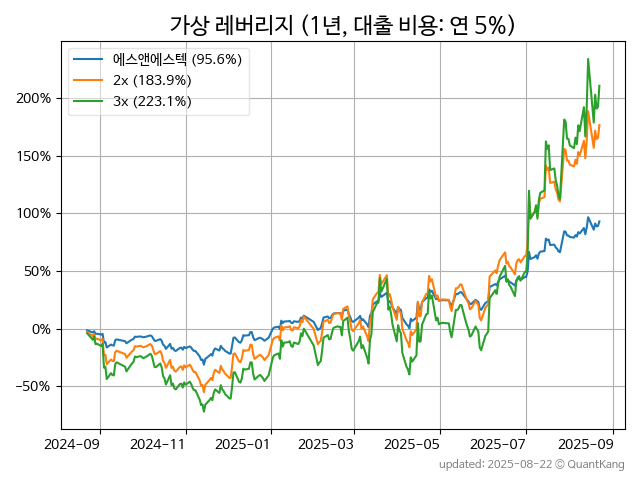 가상 레버리지 (1년, 대출 비용: 연 5%)
에스앤에스텍 (95.6%)
2x (183.9%)
3x (223.1%)
200%
150%
100%
50%
0%
−50%
2024-09 2024-11 2025-01 2025-03 2025-05 2025-07 2025-09
updated: 2025-08-22 © QuantKang